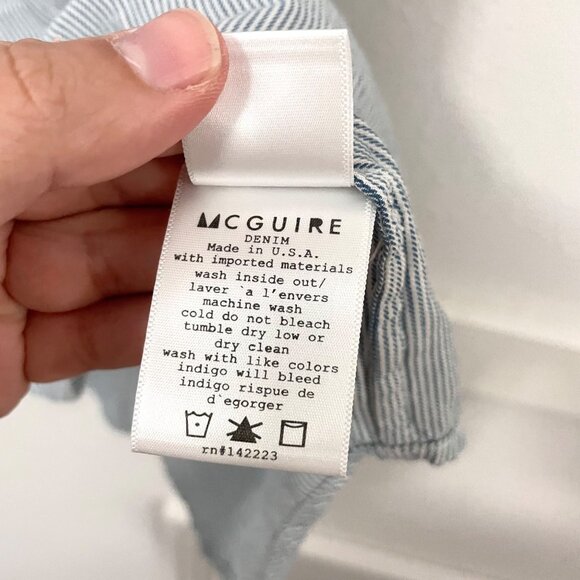 MCGUIRE
DENIM
Made in U.S.A.
with imported materials
wash inside out/
laver `a l'envers
machine wash
cold do not bleach
tumble dry low or
dry clean
wash with like colors
indigo will bleed
indigo rispue de
d`egorger
rn#142223